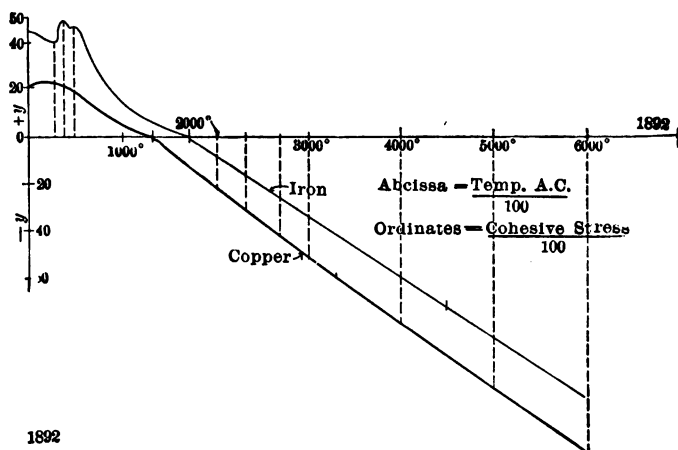 50
40
20
+y
0
2000°
1892
1000°
3000°
4000°
5000°
6000°
20
Iron
Abcissa = Temp. A.C.
100
-y
40
Ordinates = Cohesive Stress
100
Copper
1892